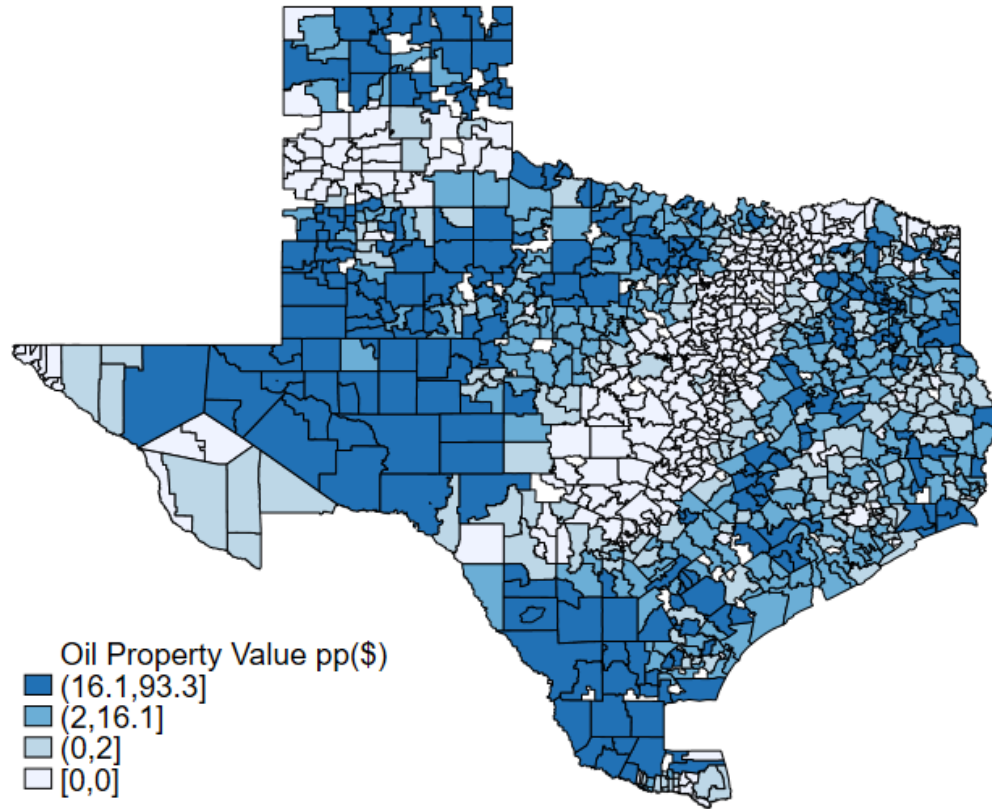 Oil Property Value pp($)
(16.1,93.3]
(2,16.1]
(0,2]
[0,0]